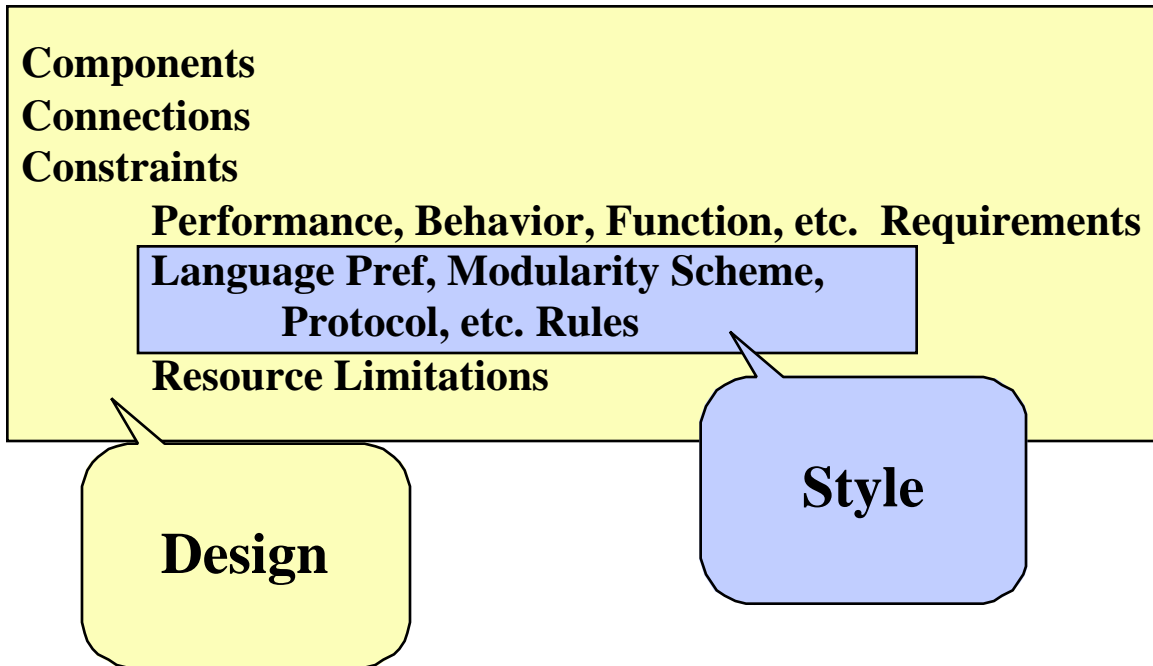 Components
Connections
Constraints
Performance, Behavior, Function, etc. Requirements
Language Pref, Modularity Scheme,
Protocol, etc. Rules
Resource Limitations
Style
Design